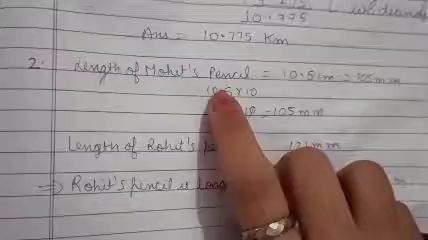 10.775
Ans = 10.775 Km
2. Length of Mohit's Pencil = 10.5 cm = 105 mm
10.5 x 10
= 105 mm
Length of Rohit's 121 mm
⇒ Rohit's pencil is